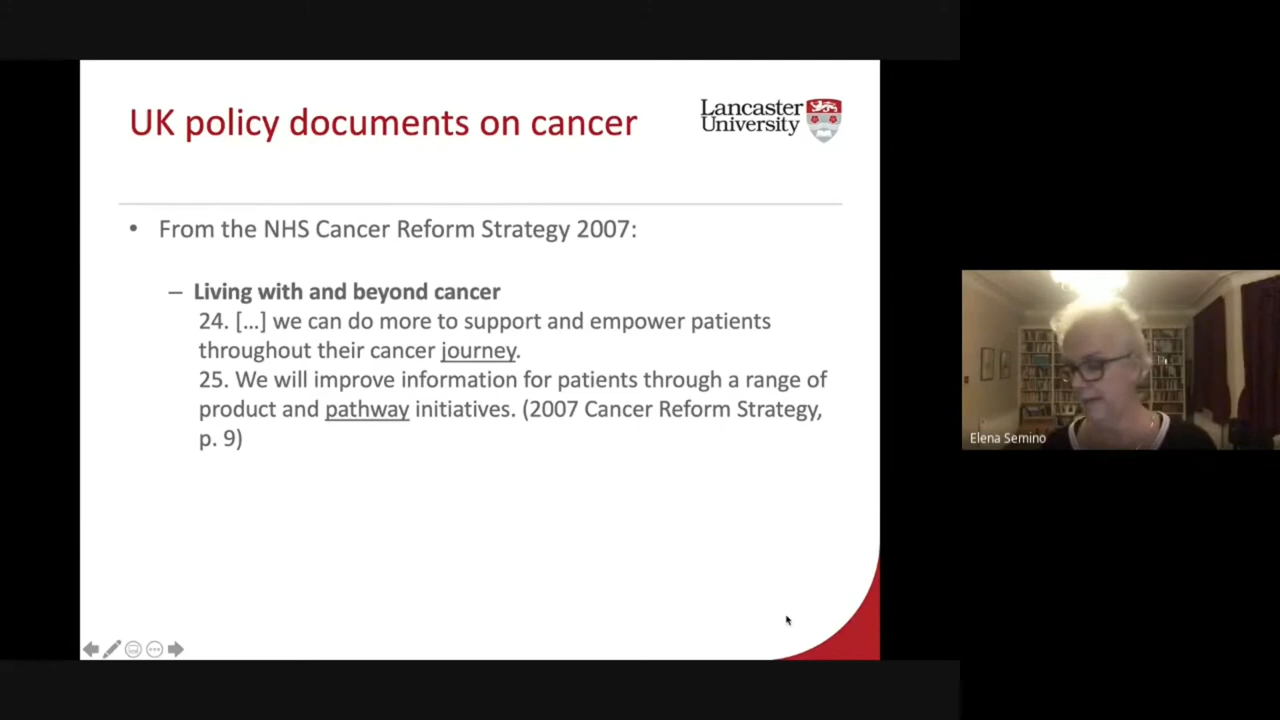 UK policy documents on cancer
Lancaster
University
• From the NHS Cancer Reform Strategy 2007:
– Living with and beyond cancer
24. [...] we can do more to support and empower patients
throughout their cancer journey.
25. We will improve information for patients through a range of
product and pathway initiatives. (2007 Cancer Reform Strategy,
p. 9)
Elena Semino